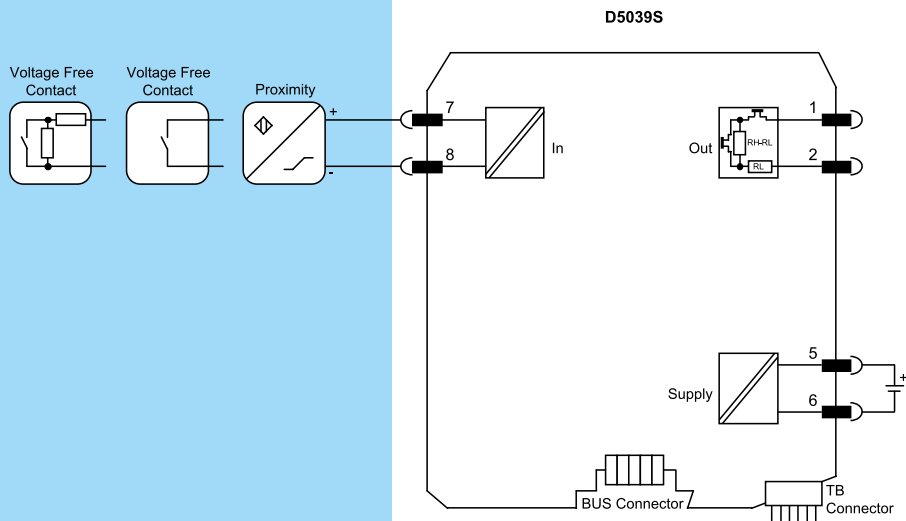 D5039S
Voltage Free
Contact
Voltage Free
Contact
Proximity
+
-
7
8
In
Out
RH-RL
RL
1
2
Supply
5
6
+
BUS Connector
TB
Connector